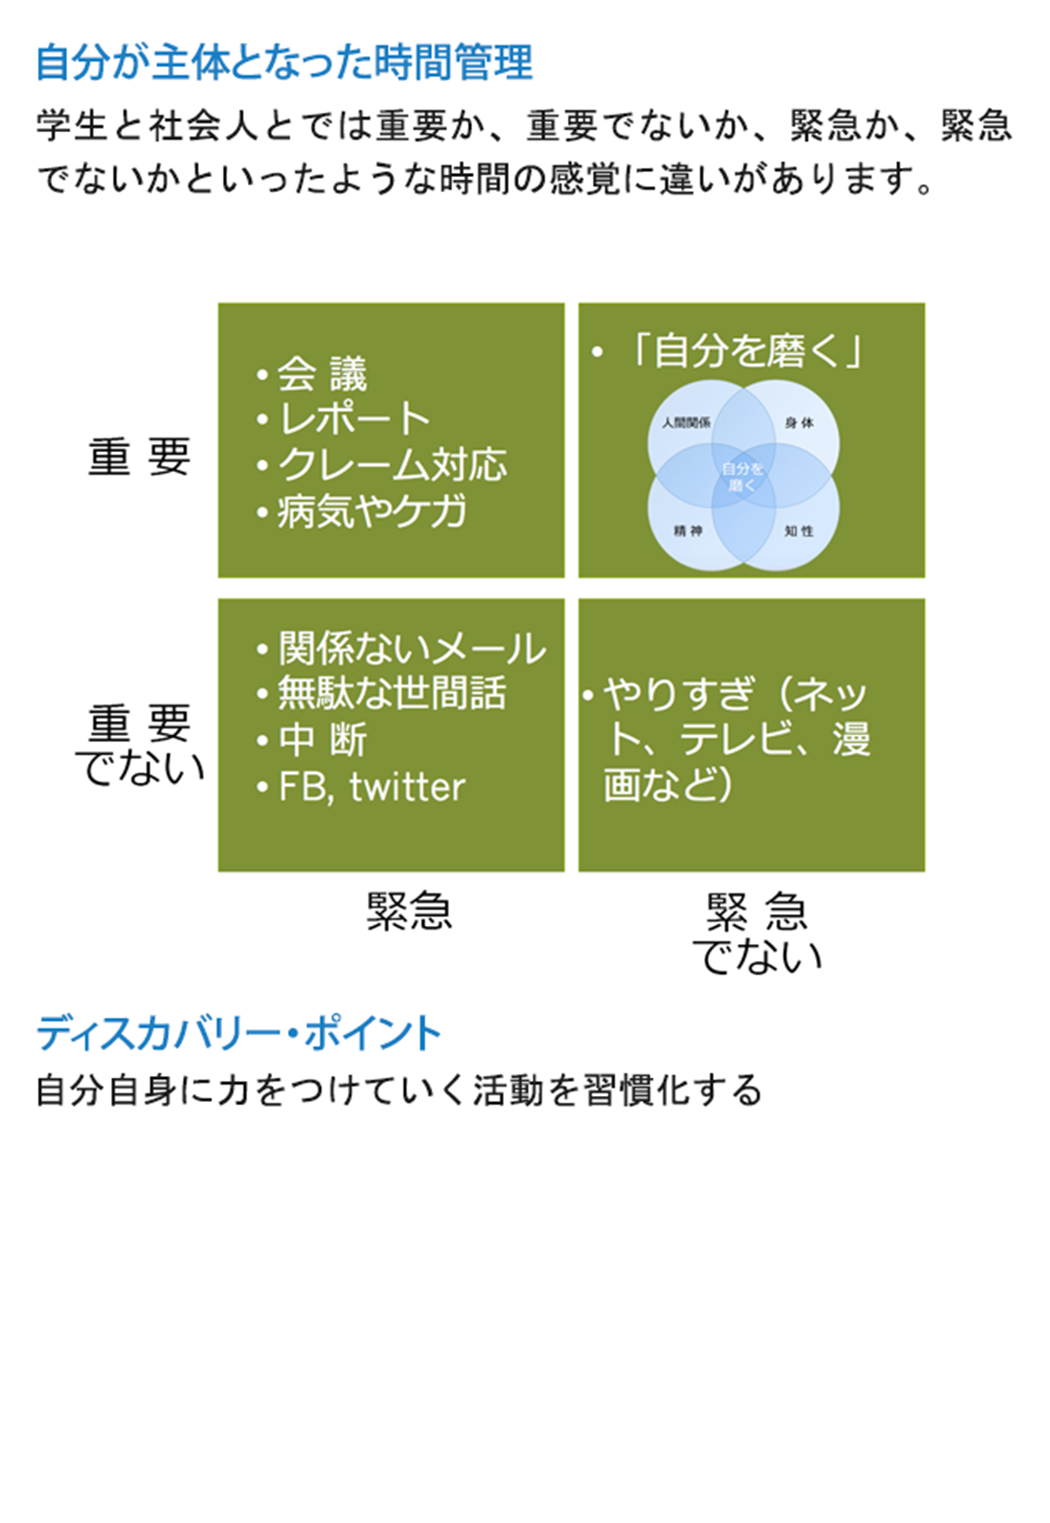 自分が主体となった時間管理
学生と社会人とでは重要か、重要でないか、緊急か、緊急
でないかといったような時間の感覚に違いがあります。
重 要
• 会 議
• レポート
• クレーム対応
• 病気やケガ
• 「自分を磨く」
人間関係
身 体
自分を
磨く
精 神
知 性
重 要
でない
• 関係ないメール
• 無駄な世間話
• 中 断
• FB, twitter
• やりすぎ（ネッ
ト、テレビ、漫
画など）
緊急
緊 急
でない
ディスカバリー・ポイント
自分自身に力をつけていく活動を習慣化する